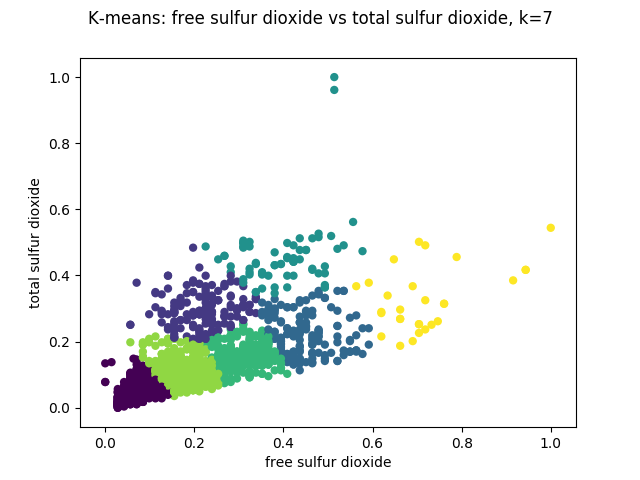 K-means: free sulfur dioxide vs total sulfur dioxide, k=7
total sulfur dioxide
1.0
0.8
0.6
0.4
0.2
0.0
0.0 0.2 0.4 0.6 0.8 1.0
free sulfur dioxide